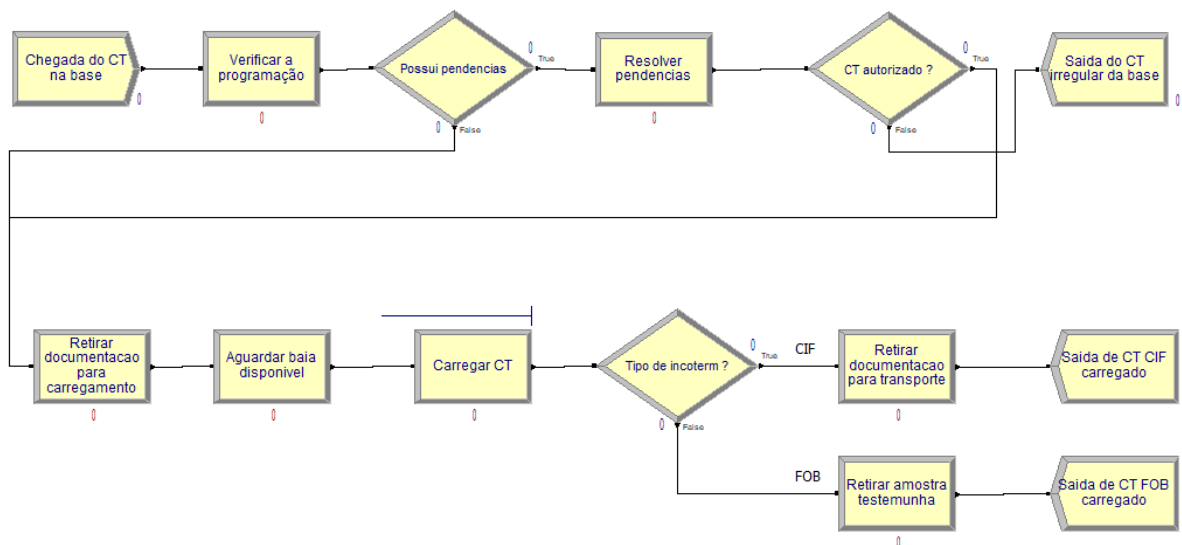 Chegada do CT
na base
0
Verificar a
programação
0
Possui pendencias
0
True
0
False
Resolver
pendencias
0
CT autorizado ?
0
True
0
False
Saida do CT
irregular da base
0
Retirar
documentacao
para
carregamento
0
Aguardar baia
disponivel
0
Carregar CT
0
Tipo de incoterm ?
0
True
0
False
CIF
Retirar
documentacao
para transporte
0
Saida de CT CIF
carregado
FOB
Retirar amostra
testemunha
0
Saida de CT FOB
carregado